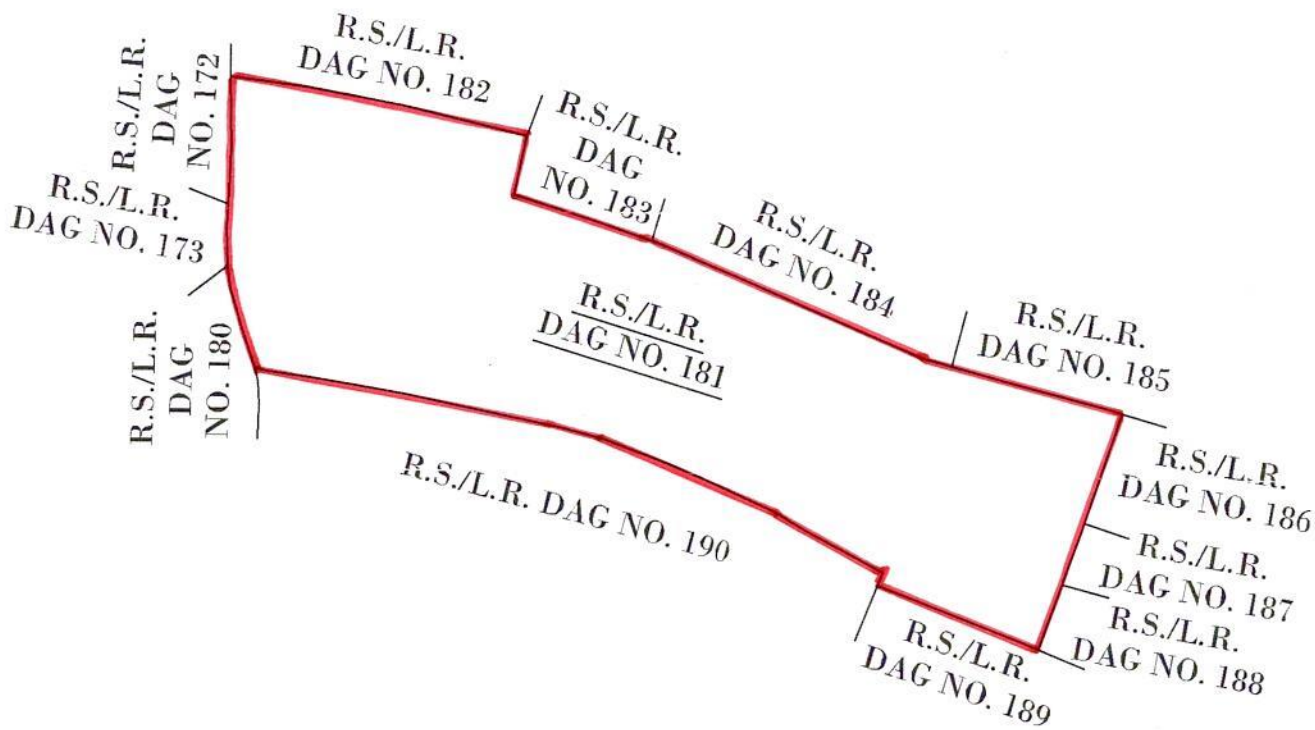 R.S./L.R.
DAG NO. 182
R.S./L.R.
DAG
NO. 172
R.S./L.R.
DAG
NO. 183
R.S./L.R.
DAG NO. 173
R.S./L.R.
DAG NO. 184
R.S./L.R.
DAG NO. 181
R.S./L.R.
DAG NO. 185
R.S./L.R.
DAG
NO. 180
R.S./L.R. DAG NO. 190
R.S./L.R.
DAG NO. 186
R.S./L.R.
DAG NO. 187
R.S./L.R.
DAG NO. 188
R.S./L.R.
DAG NO. 189